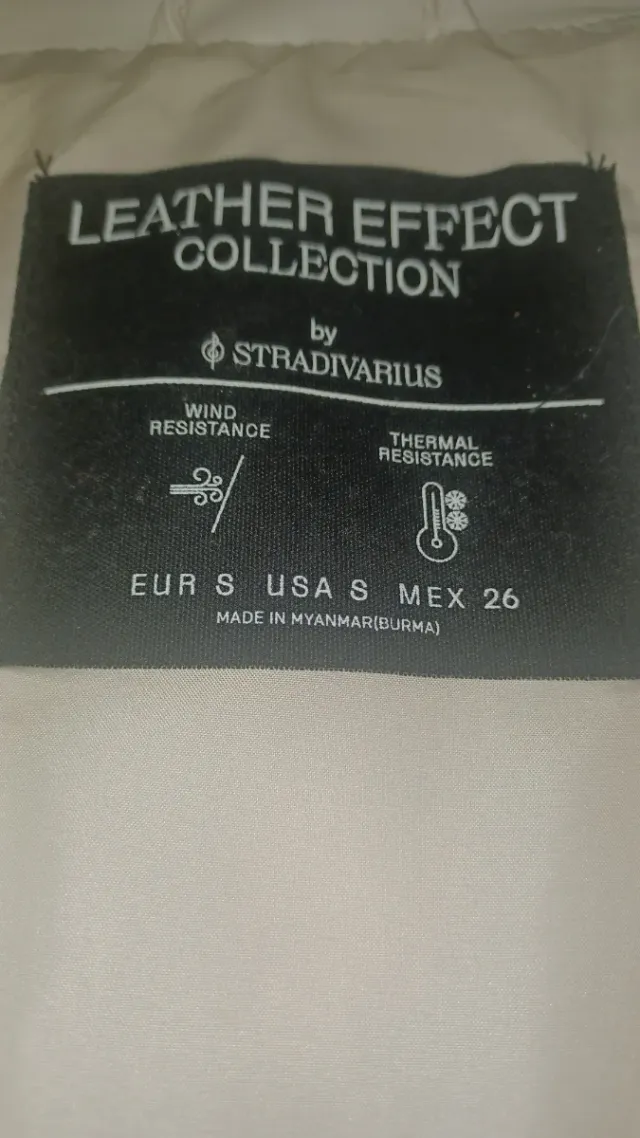 LEATHER EFFECT
COLLECTION
by
STRADIVARIUS
WIND
RESISTANCE
THERMAL
RESISTANCE
EUR S USA S MEX 26
MADE IN MYANMAR(BURMA)